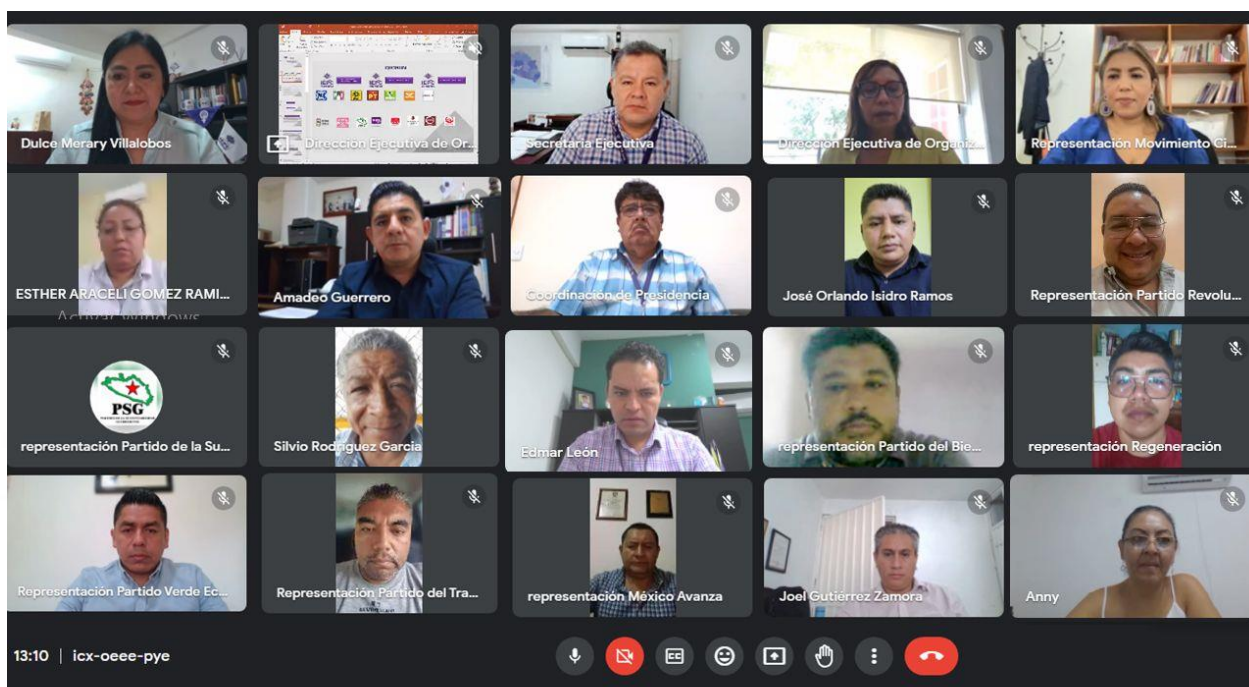 Dulce Merary Villalobos
Dirección Ejecutiva de Or...
Secretaría Ejecutiva
Dirección Ejecutiva de Organiz...
Representación Movimiento Ci...
ESTHER ARACELI GOMEZ RAMI...
Activar Windows
Amadeo Guerrero
Coordinación de Presidencia
José Orlando Isidro Ramos
Representación Partido Revolu...
PSG
representación Partido de la Su...
Silvio Rodríguez García
Edmar León
representación Partido del Bie...
representación Regeneración
Representación Partido Verde Ec...
Representación Partido del Tra...
representación México Avanza
Joel Gutiérrez Zamora
Anny
13:10 | icx-oeee-pye
CC